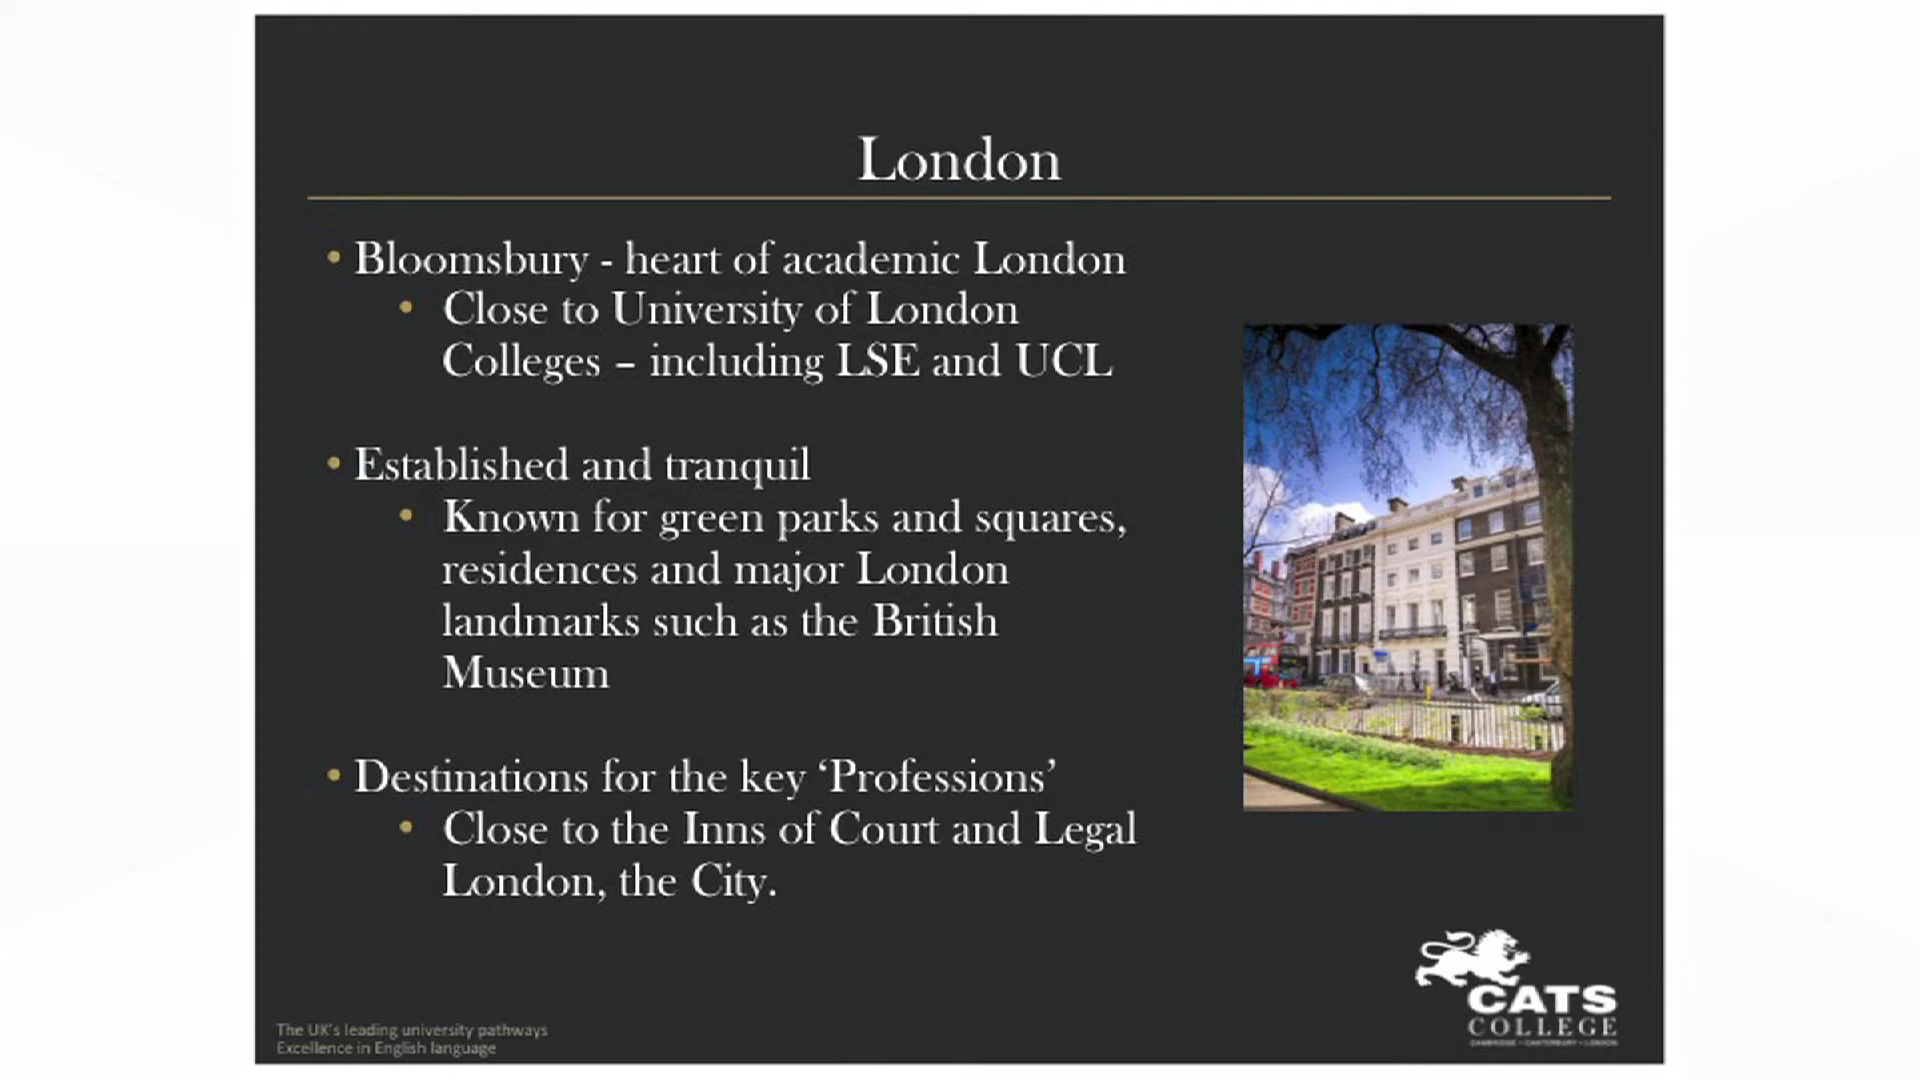 London
• Bloomsbury - heart of academic London
• Close to University of London
Colleges – including LSE and UCL
• Established and tranquil
• Known for green parks and squares,
residences and major London
landmarks such as the British
Museum
• Destinations for the key ‘Professions’
• Close to the Inns of Court and Legal
London, the City.
CATS
COLLEGE
CAMBRIDGE • CANTERBURY • LONDON
The UK's leading university pathways
Excellence in English language